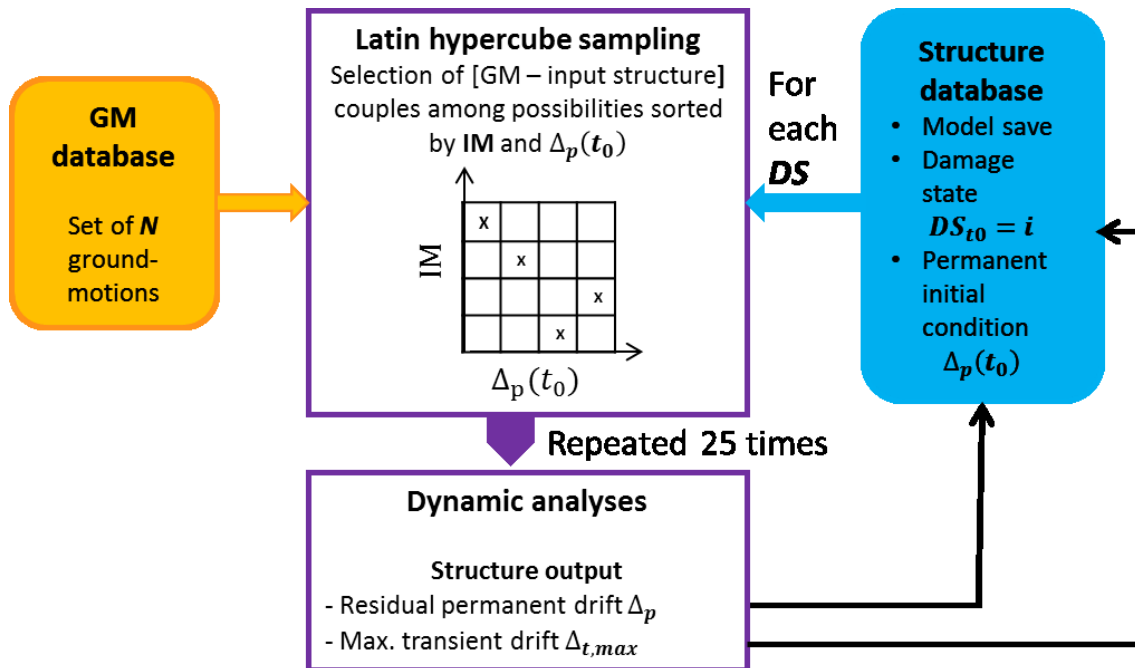 GM
database
Set of N
ground-
motions
Latin hypercube sampling
Selection of [GM – input structure]
couples among possibilities sorted
by IM and Δₚ(t₀)
x
x
x
x
IM
Δₚ(t₀)
For
each
DS
Structure
database
• Model save
• Damage
state
DSₜ₀ = i
• Permanent
initial
condition
Δₚ(t₀)
Repeated 25 times
Dynamic analyses
Structure output
- Residual permanent drift Δₚ
- Max. transient drift Δₜ,ₘₐₓ